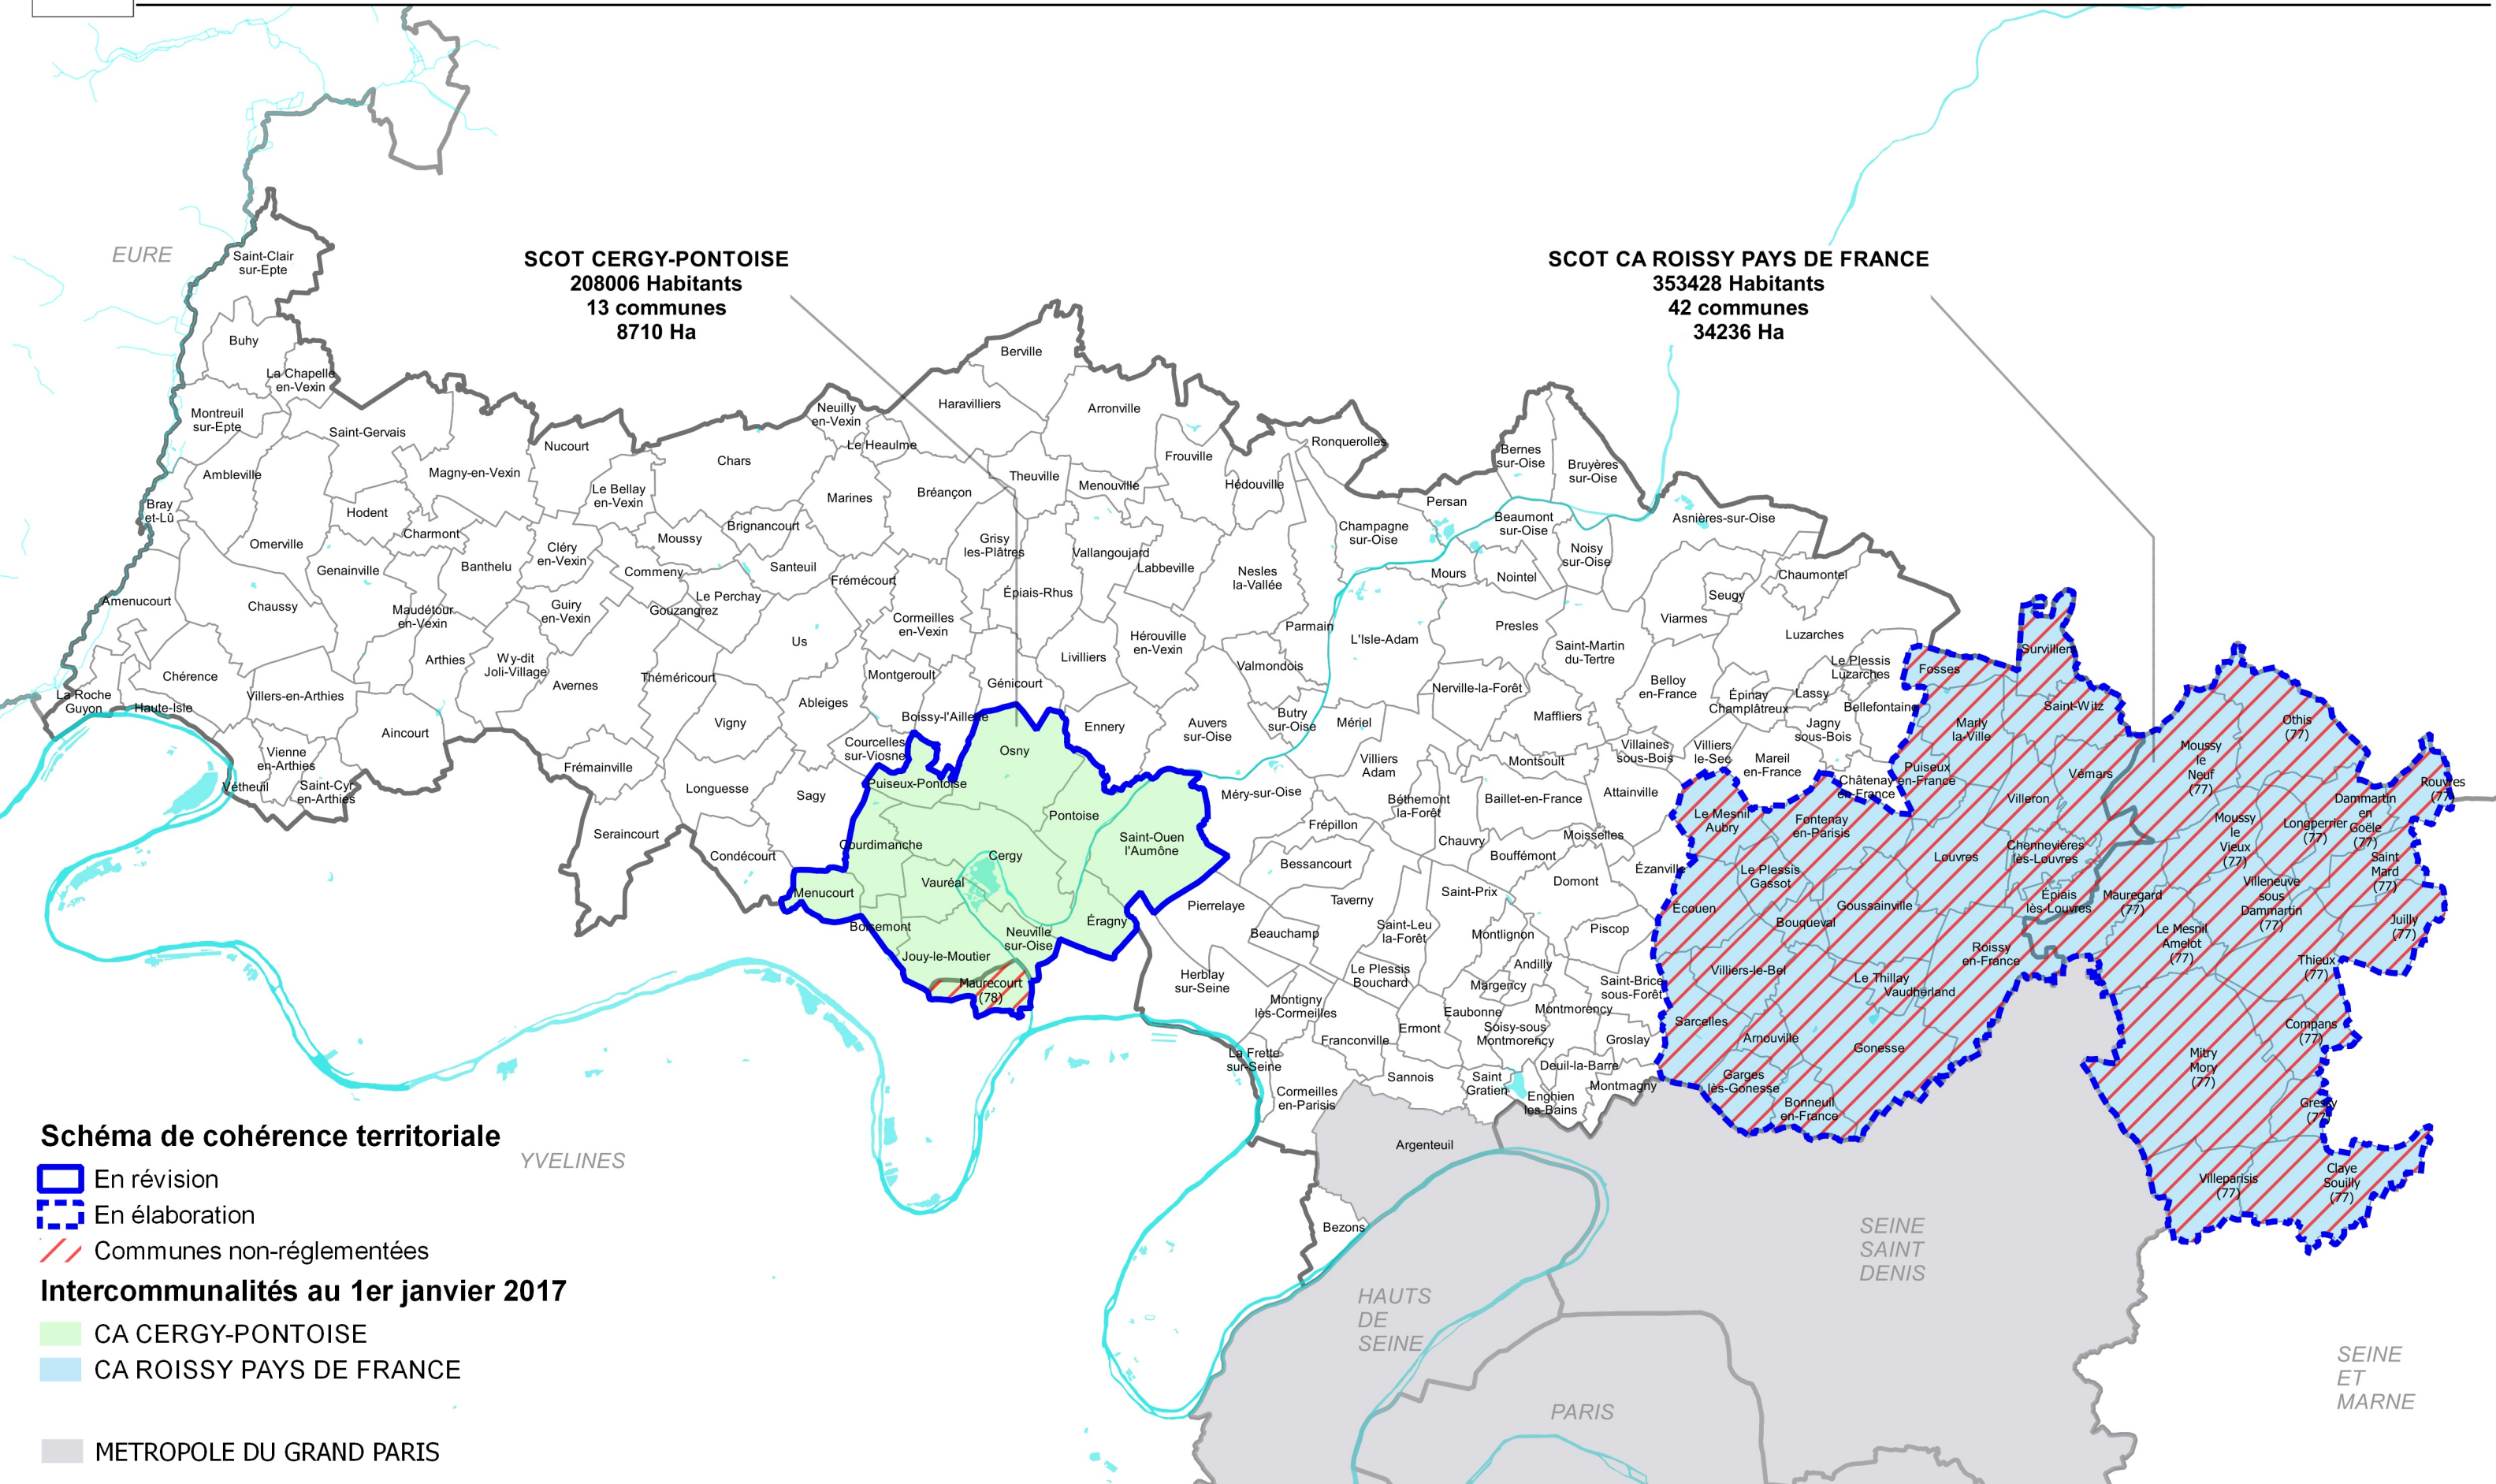 EURE
SCOT CERGY-PONTOISE
208006 Habitants
13 communes
8710 Ha
SCOT CA ROISSY PAYS DE FRANCE
353428 Habitants
42 communes
34236 Ha
Saint-Clair
sur-Epte
Buhy
La Chapelle
en-Vexin
Montreuil
sur-Epte
Saint-Gervais
Ambleville
Magny-en-Vexin
Nucourt
Bray
et-Lû
Hodent
Charmont
Omerville
Genainville
Banthelu
Cléry
en-Vexin
Le Bellay
en-Vexin
Chars
Neuilly
en-Vexin
Le Heaulme
Haravilliers
Berville
Arronville
Marines
Bréançon
Theuville
Menouville
Frouville
Hédouville
Ronquerolles
Bernes
sur-Oise
Bruyères
sur-Oise
Persan
Champagne
sur-Oise
Beaumont
sur-Oise
Noisy
sur-Oise
Asnières-sur-Oise
Moussy
Brignancourt
Santeuil
Commeny
Le Perchay
Gouzangrez
Frémécourt
Grisy
les-Plâtres
Vallangoujard
Labbeville
Nesles
la-Vallée
Mours
Nointel
Chaumontel
Seugy
Viarmes
Luzarches
Amenucourt
Chaussy
Maudétour
en-Vexin
Guiry
en-Vexin
Us
Cormeilles
en-Vexin
Épiais-Rhus
Hérouville
en-Vexin
Parmain
L'Isle-Adam
Presles
Saint-Martin
du-Tertre
Chérence
Arthies
Wy-dit
Joli-Village
Avernes
Théméricourt
Montgeroult
Livilliers
Génicourt
Valmondois
Nerville-la-Forêt
Belloy
en-France
Épinay
Champlâtreux
Lassy
Le Plessis
Luzarches
Bellefontaine
Jagny
sous-Bois
La Roche
Guyon
Haute-Isle
Villers-en-Arthies
Aincourt
Vienne
en-Arthies
Vétheuil
Saint-Cyr
en-Arthies
Frémainville
Vigny
Ableiges
Boissy-l'Aillerie
Courcelles
sur-Viosne
Ennery
Auvers
sur-Oise
Butry
sur-Oise
Mériel
Maffliers
Villiers
Adam
Montsoult
Villaines
sous-Bois
Villiers
le-Sec
Mareil
en-France
Châtenay
en-France
Longuesse
Sagy
Seraincourt
Condécourt
Osny
Puiseux-Pontoise
Pontoise
Courdimanche
Cergy
Saint-Ouen
l'Aumône
Vauréal
Menucourt
Boisemont
Neuville
sur-Oise
Éragny
Jouy-le-Moutier
Maurecourt
(78)
Méry-sur-Oise
Frépillon
Béthemont
la-Forêt
Baillet-en-France
Attainville
Chauvry
Moisselles
Bouffémont
Bessancourt
Ézanville
Domont
Saint-Prix
Taverny
Pierrelaye
Beauchamp
Saint-Leu
la-Forêt
Montlignon
Piscop
Andilly
Herblay
sur-Seine
Le Plessis
Bouchard
Margency
Saint-Brice
sous-Forêt
Montigny
lès-Cormeilles
Eaubonne
Montmorency
Ermont
Soisy-sous
Montmorency
Groslay
Franconville
La Frette
sur-Seine
Sannois
Saint
Gratien
Deuil-la-Barre
Montmagny
Enghien
les-Bains
Cormeilles
en-Parisis
Argenteuil
Bezons
Fosses
Survilliers
Saint-Witz
Marly
la-Ville
Puiseux
en-France
Vémars
Villeron
Le Mesnil
Aubry
Fontenay
en-Parisis
Louvres
Chennevières
lès-Louvres
Le Plessis
Gassot
Écouen
Bouqueval
Goussainville
Épiais
lès-Louvres
Roissy
en-France
Villiers-le-Bel
Le Thillay
Vaudherland
Sarcelles
Arnouville
Gonesse
Garges
lès-Gonesse
Bonneuil
en-France
Othis
(77)
Moussy
le
Neuf
(77)
Rouvres
(77)
Dammartin
en
Goële
(77)
Longperrier
(77)
Moussy
le
Vieux
(77)
Saint
Mard
(77)
Villeneuve
sous
Dammartin
(77)
Mauregard
(77)
Juilly
(77)
Le Mesnil
Amelot
(77)
Thieux
(77)
Compans
(77)
Mitry
Mory
(77)
Gressy
(77)
Villeparisis
(77)
Claye
Souilly
(77)
YVELINES
HAUTS
DE
SEINE
SEINE
SAINT
DENIS
PARIS
SEINE
ET
MARNE
Schéma de cohérence territoriale
En révision
En élaboration
Communes non-réglementées
Intercommunalités au 1er janvier 2017
CA CERGY-PONTOISE
CA ROISSY PAYS DE FRANCE
METROPOLE DU GRAND PARIS